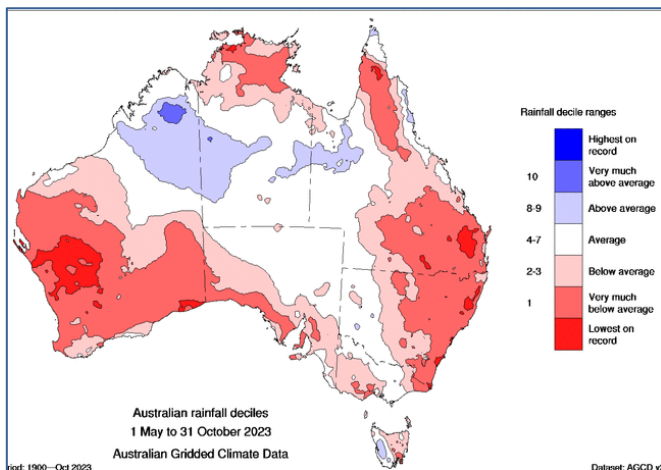 Rainfall decile ranges
Highest on
record
10
Very much
above average
8-9
Above average
4-7
Average
2-3
Below average
1
Very much
below average
Lowest on
record
Australian rainfall deciles
1 May to 31 October 2023
Australian Gridded Climate Data
riod: 1900—Oct 2023
Dataset: AGCD v